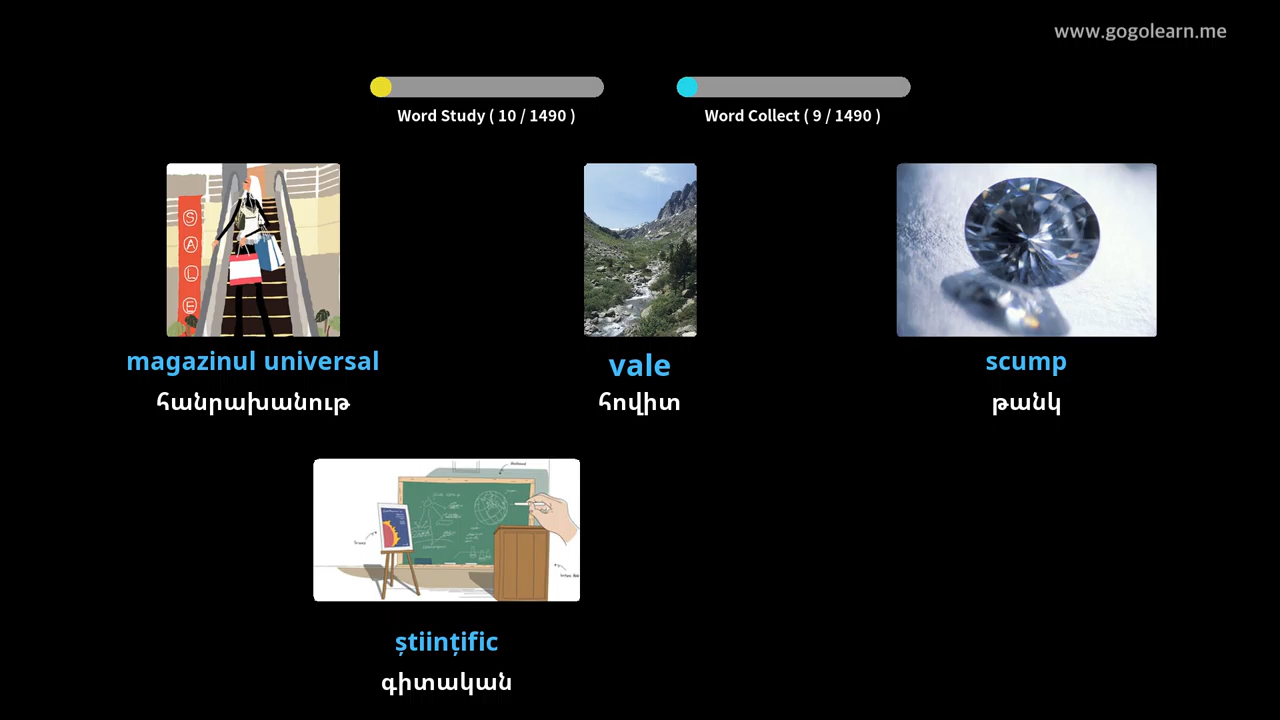 www.gogolearn.me
Word Study ( 10 / 1490 )
Word Collect ( 9 / 1490 )
S
A
L
E
magazinul universal
vale
scump
հանրախանութ
հովիտ
թանկ
științific
գիտական